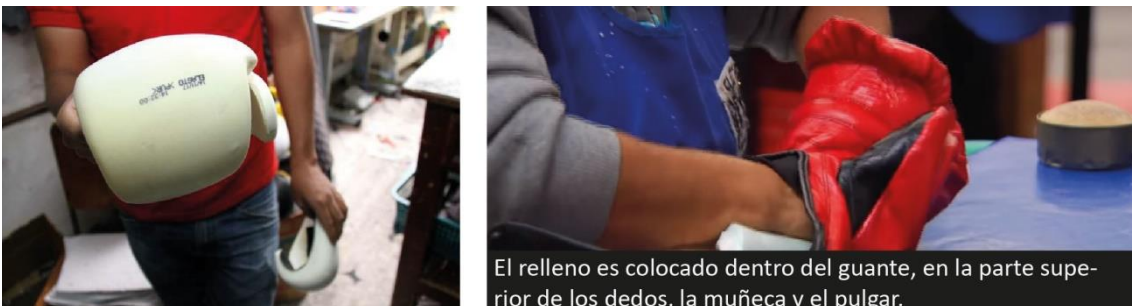 ELASTO
El relleno es colocado dentro del guante, en la parte supe-
rior de los dedos, la muñeca y el pulgar.